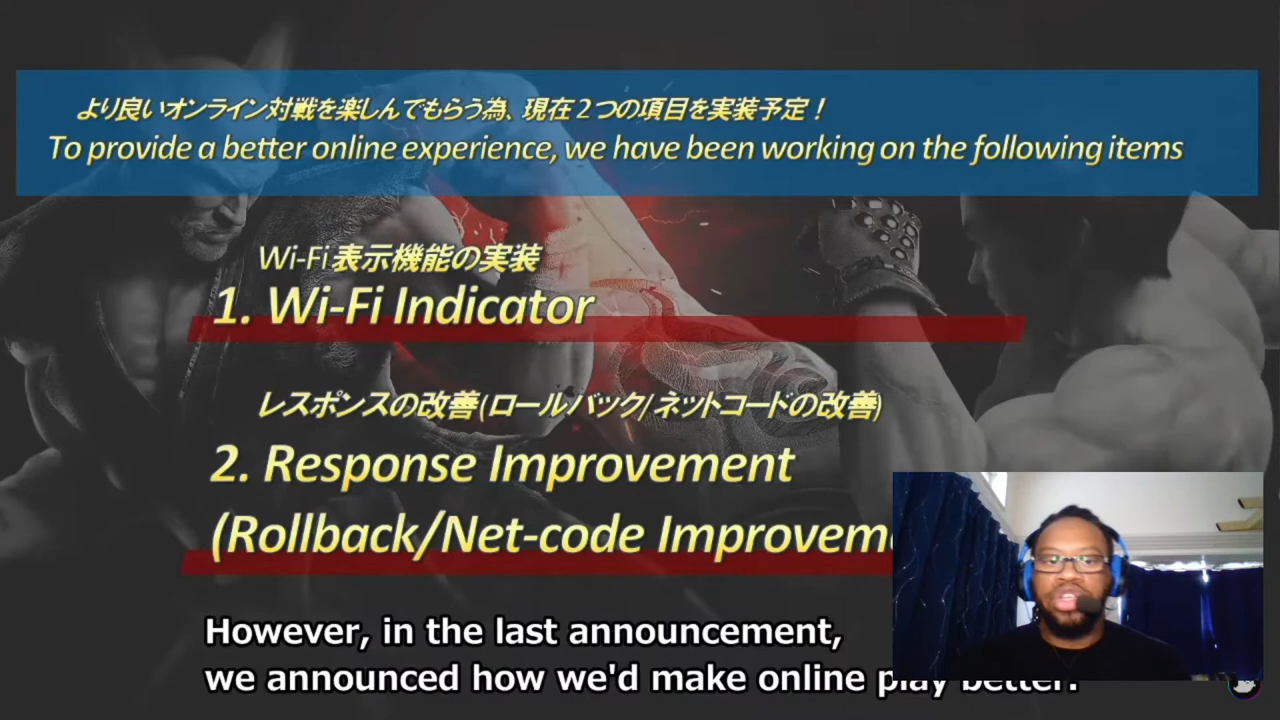 より良いオンライン対戦を楽しんでもらう為、現在２つの項目を実装予定！
To provide a better online experience, we have been working on the following items
Wi-Fi表示機能の実装
1. Wi-Fi Indicator
レスポンスの改善(ロールバック/ネットコードの改善)
2. Response Improvement
(Rollback/Net-code Improvem
However, in the last announcement,
we announced how we'd make online play better.